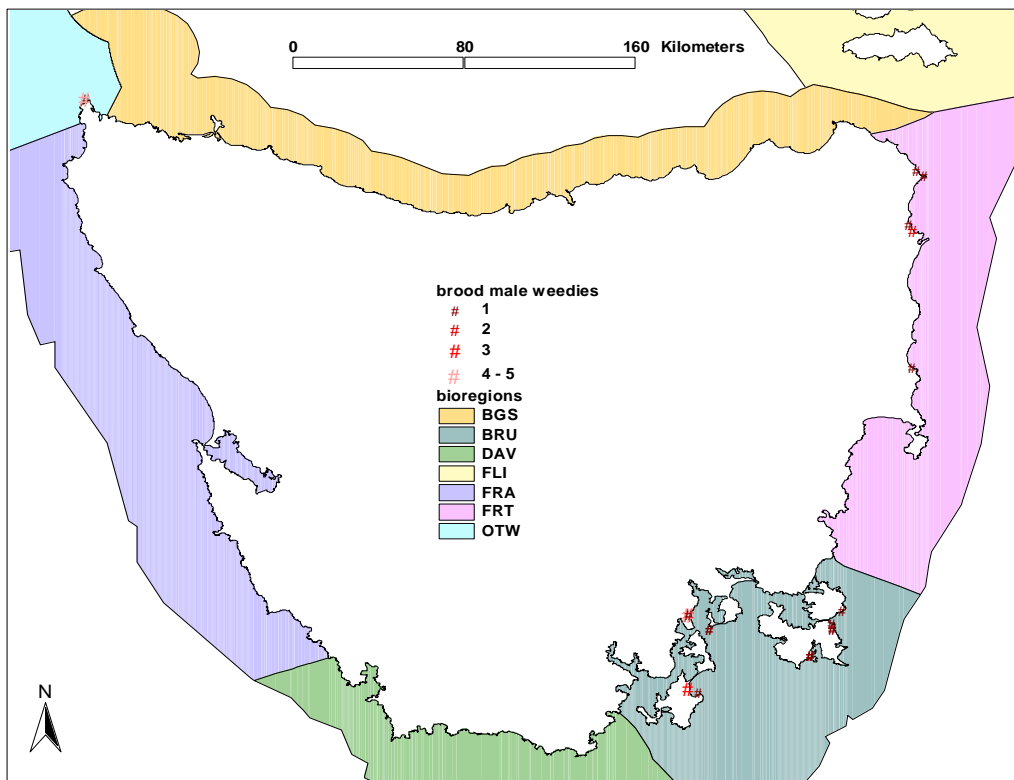 0 80 160 Kilometers
brood male weedies
# 1
# 2
# 3
# 4 - 5
bioregions
BGS
BRU
DAV
FLI
FRA
FRT
OTW
N